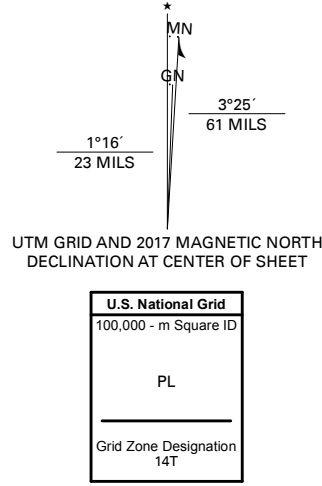 ★
MN
GN
3°25´
61 MILS
1°16´
23 MILS
UTM GRID AND 2017 MAGNETIC NORTH
DECLINATION AT CENTER OF SHEET
U.S. National Grid
100,000 - m Square ID
PL
Grid Zone Designation
14T